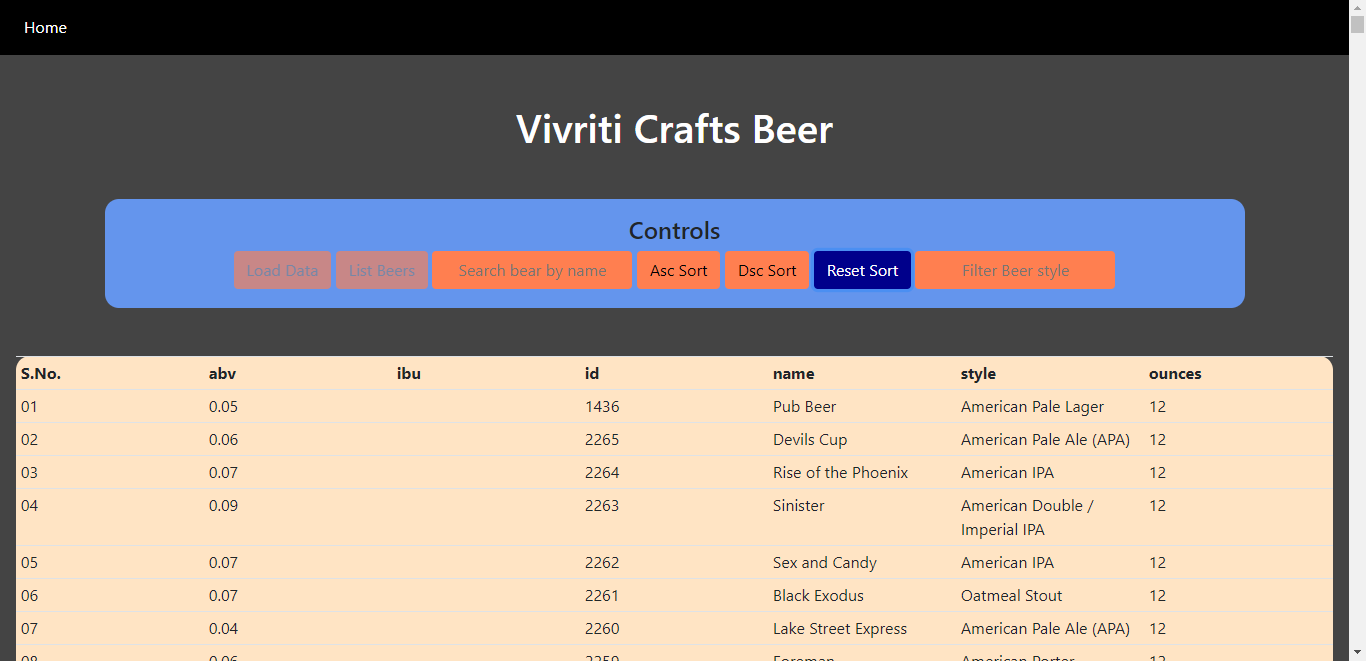 Home
Vivriti Crafts Beer
Controls
Load Data List Beers Search bear by name Asc Sort Dsc Sort Reset Sort Filter Beer style
S.No. abv ibu id name style ounces
01 0.05 1436 Pub Beer American Pale Lager 12
02 0.06 2265 Devils Cup American Pale Ale (APA) 12
03 0.07 2264 Rise of the Phoenix American IPA 12
04 0.09 2263 Sinister American Double / 12
Imperial IPA
05 0.07 2262 Sex and Candy American IPA 12
06 0.07 2261 Black Exodus Oatmeal Stout 12
07 0.04 2260 Lake Street Express American Pale Ale (APA) 12
08 0.06 2259 Foreman American Porter 12